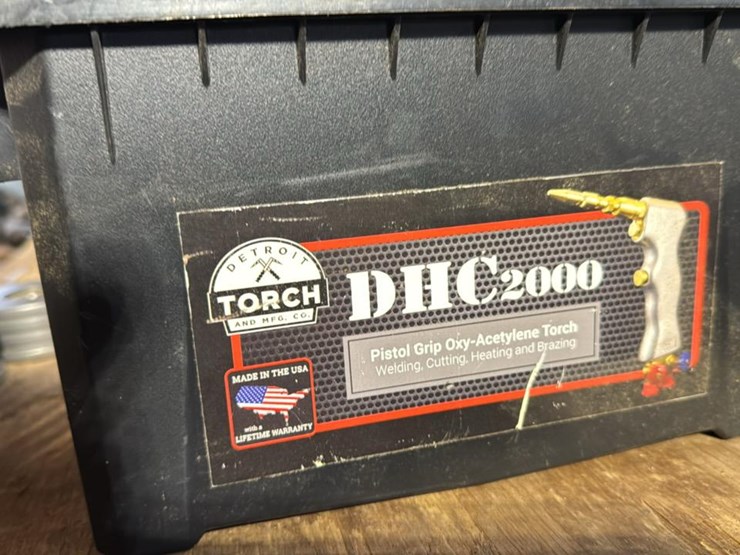 DETROIT
TORCH
AND MFG. CO.
DHC2000
Pistol Grip Oxy-Acetylene Torch
Welding, Cutting, Heating and Brazing
MADE IN THE USA
with a
LIFETIME WARRANTY